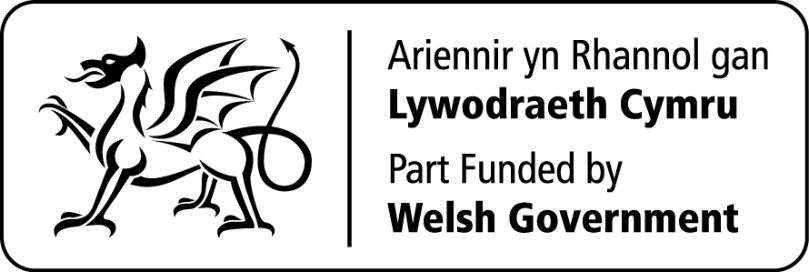 Ariennir yn Rhannol gan
Lywodraeth Cymru
Part Funded by
Welsh Government